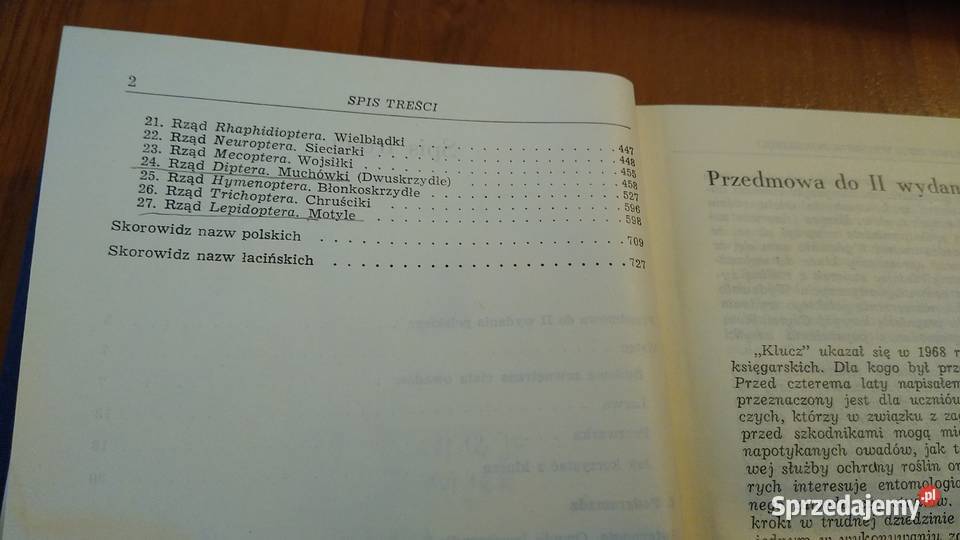 2
SPIS TREŚCI
21. Rząd Rhaphidioptera. Wielbłądki . . . . . . . . . . . . . 447
22. Rząd Neuroptera. Sieciarki . . . . . . . . . . . . . . . 448
23. Rząd Mecoptera. Wojsiłki . . . . . . . . . . . . . . . 455
24. Rząd Diptera. Muchówki (Dwuskrzydłe) . . . . . . . . . . 458
25. Rząd Hymenoptera. Błonkoskrzydłe . . . . . . . . . . . . 527
26. Rząd Trichoptera. Chruściki . . . . . . . . . . . . . . 596
27. Rząd Lepidoptera. Motyle . . . . . . . . . . . . . . . 598
Skorowidz nazw polskich . . . . . . . . . . . . . . . . . . 709
Skorowidz nazw łacińskich . . . . . . . . . . . . . . . . . 727
Przedmowa do II wydan
„Klucz” ukazał się w 1968 r
księgarskich. Dla kogo był prz
Przed czterema laty napisałem
przeznaczony jest dla uczniów
czych, którzy w związku z za
przed szkodnikami mogą mie
napotykanych owadów, jak t
wej służby ochrony roślin or
rych interesuje entomologia
kroki w trudnej dziedzinie
Sprzedajemy.pl